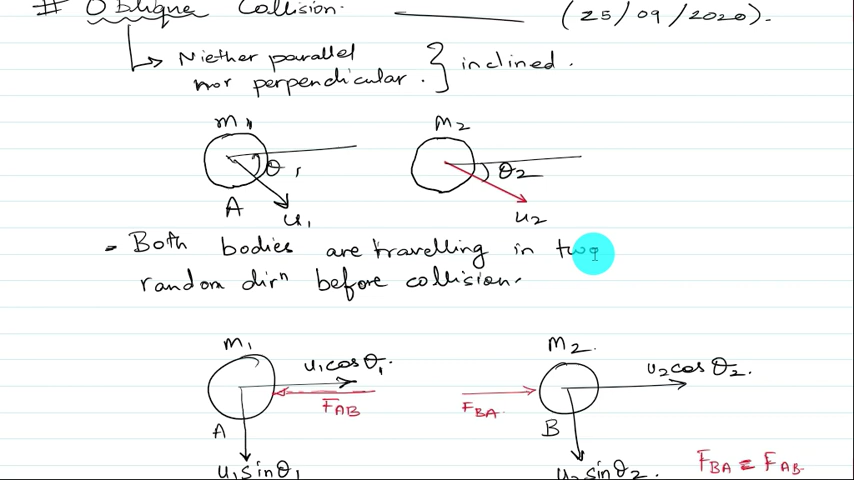 # Oblique Collision. (25/09/2020).
Niether parallel
nor perpendicular. } inclined.
m1 m2
θ1 θ2
A u1 u2
Both bodies are travelling in two
random dirⁿ before collision.
m1 m2.
u1cosθ1. u2cosθ2.
FAB FBA.
A B
u1sinθ1 u2sinθ2.
FBA = FAB.